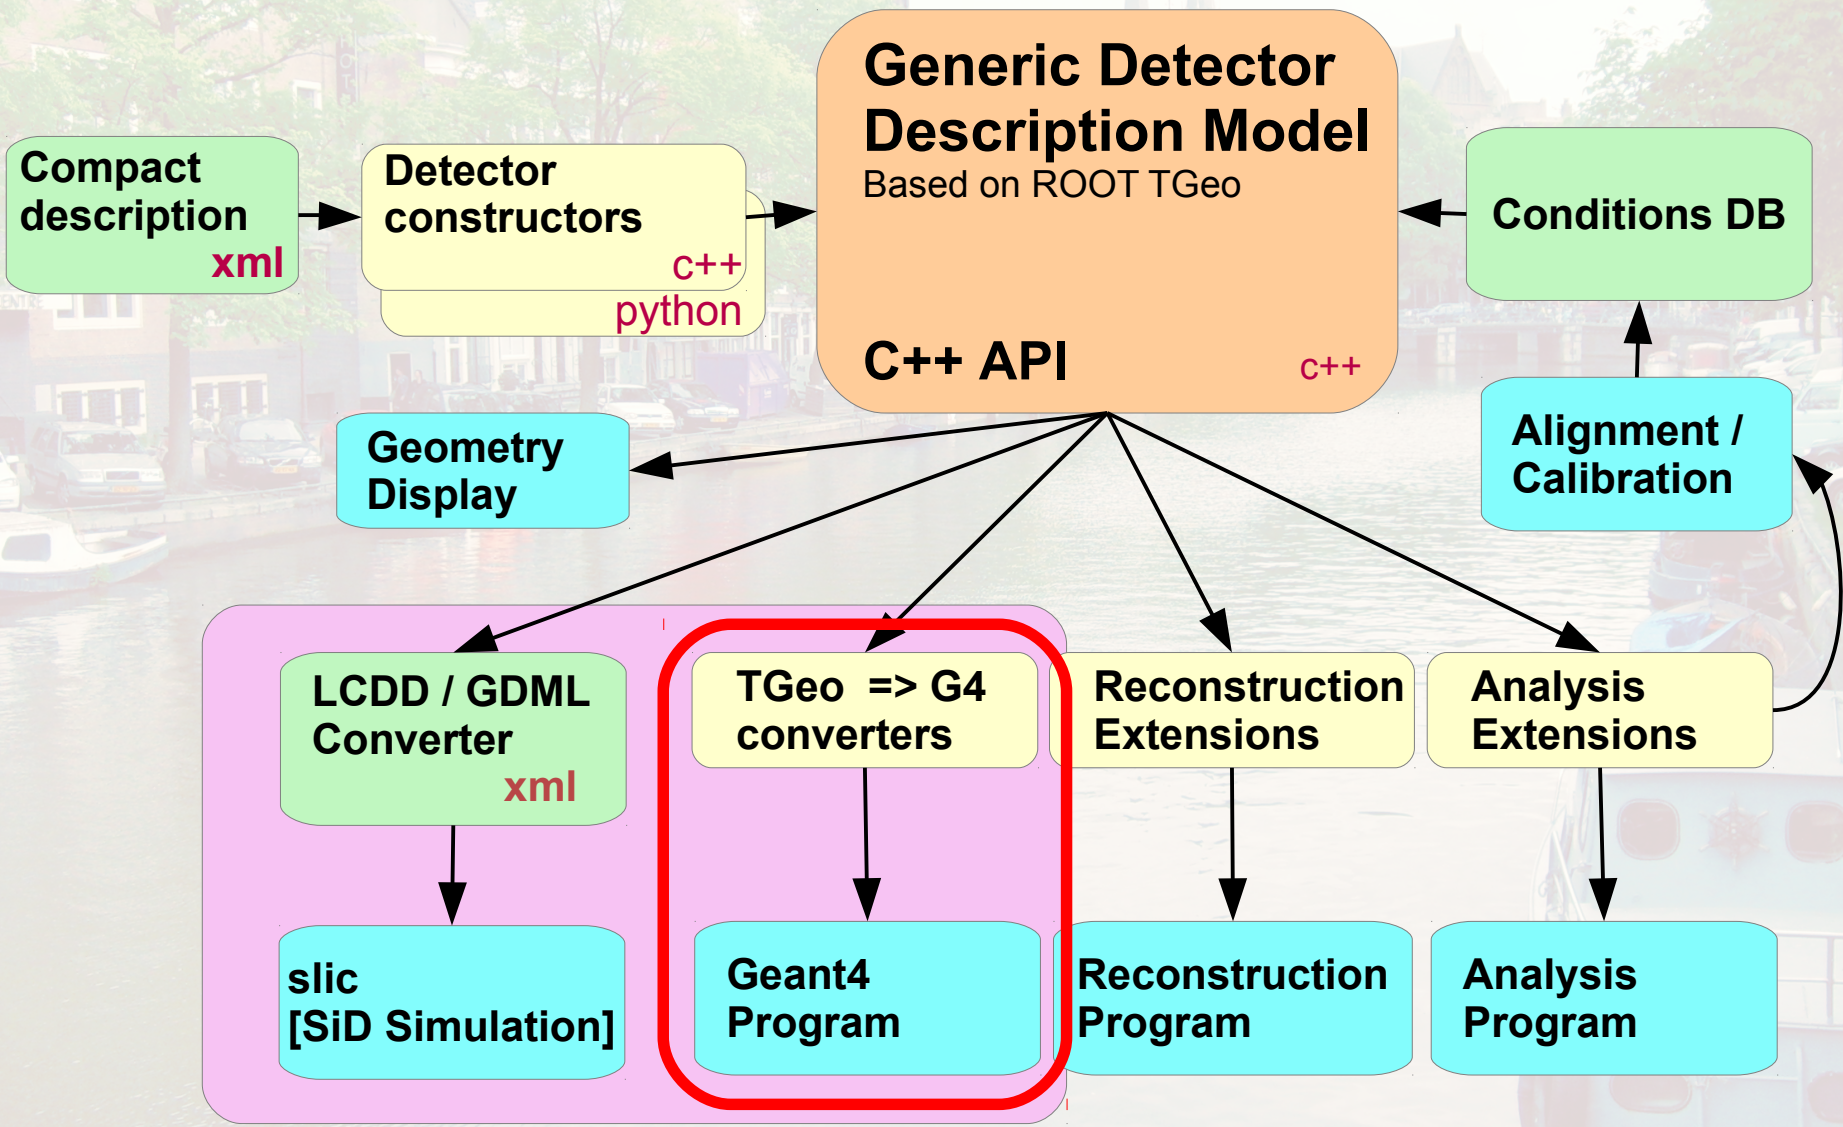 Generic Detector
Description Model
Based on ROOT TGeo
C++ API
c++
Compact
description
xml
Detector
constructors
c++
python
Conditions DB
Geometry
Display
Alignment /
Calibration
LCDD / GDML
Converter
xml
TGeo => G4
converters
Reconstruction
Extensions
Analysis
Extensions
slic
[SiD Simulation]
Geant4
Program
Reconstruction
Program
Analysis
Program